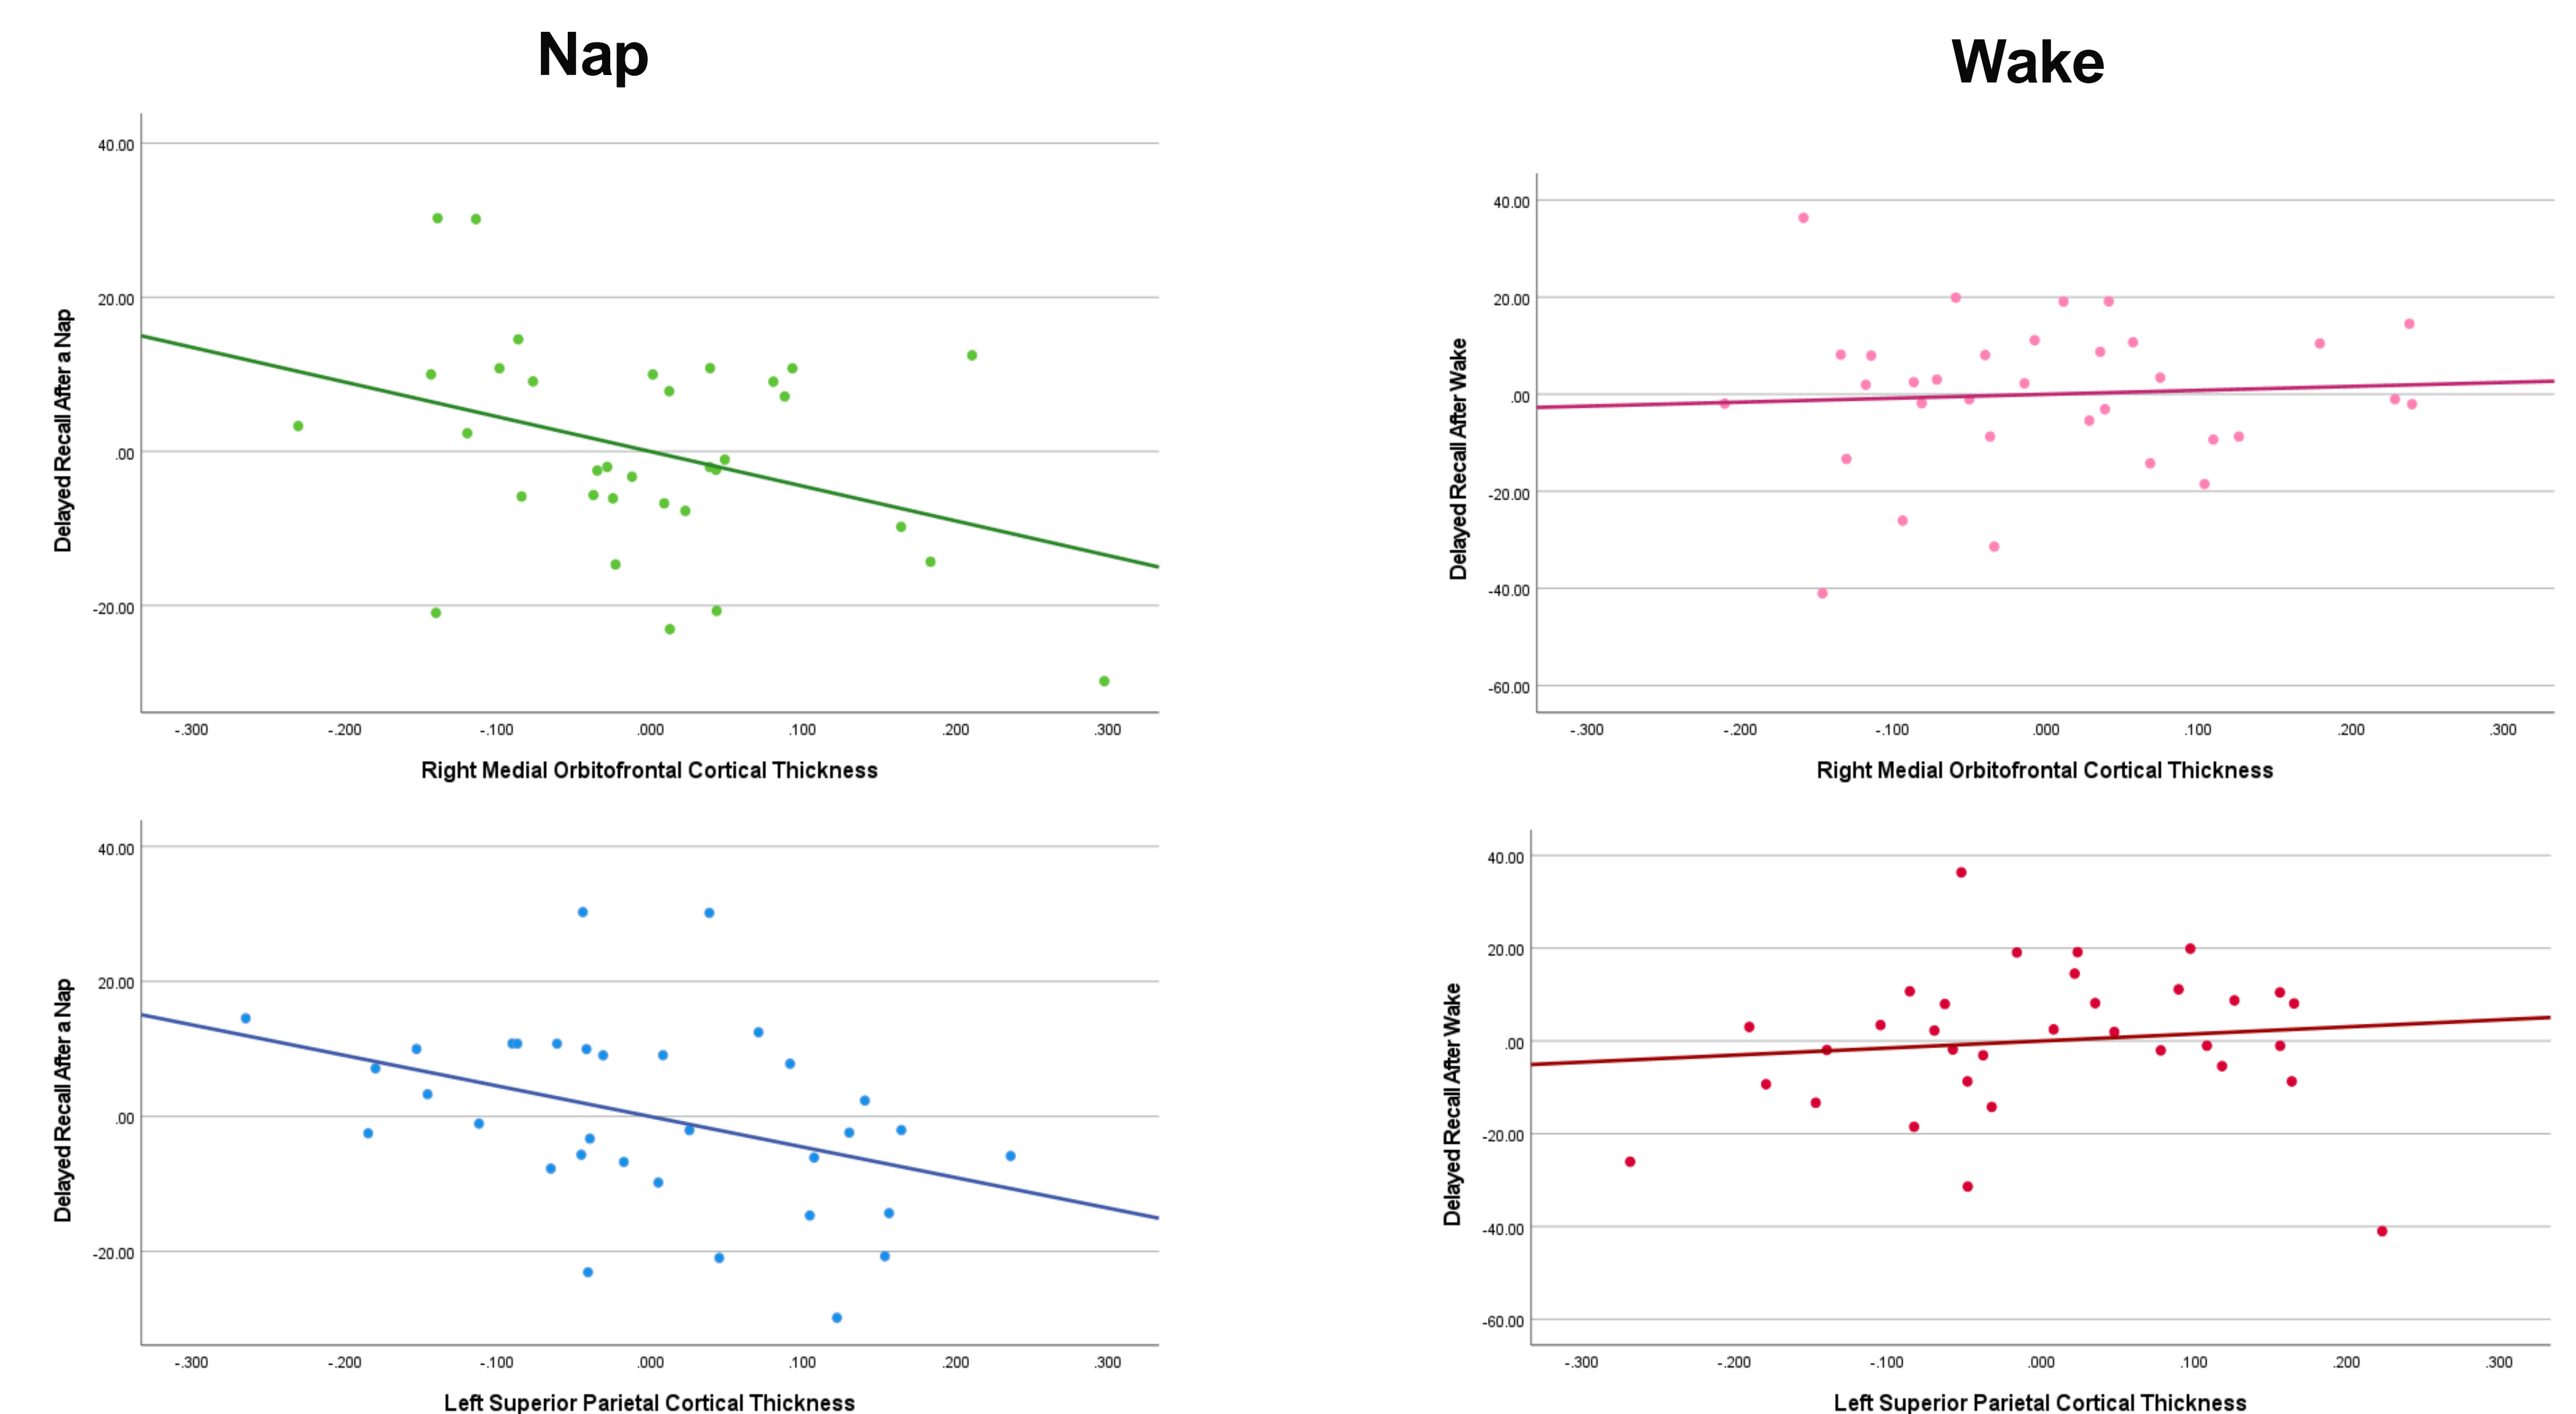 Nap
Wake
40.00
20.00
.00
-20.00
Delayed Recall After a Nap
-.300 -.200 -.100 .000 .100 .200 .300
Right Medial Orbitofrontal Cortical Thickness
40.00
20.00
.00
-20.00
-40.00
-60.00
Delayed Recall After Wake
-.300 -.200 -.100 .000 .100 .200 .300
Right Medial Orbitofrontal Cortical Thickness
40.00
20.00
.00
-20.00
Delayed Recall After a Nap
-.300 -.200 -.100 .000 .100 .200 .300
Left Superior Parietal Cortical Thickness
40.00
20.00
.00
-20.00
-40.00
-60.00
Delayed Recall After Wake
-.300 -.200 -.100 .000 .100 .200 .300
Left Superior Parietal Cortical Thickness